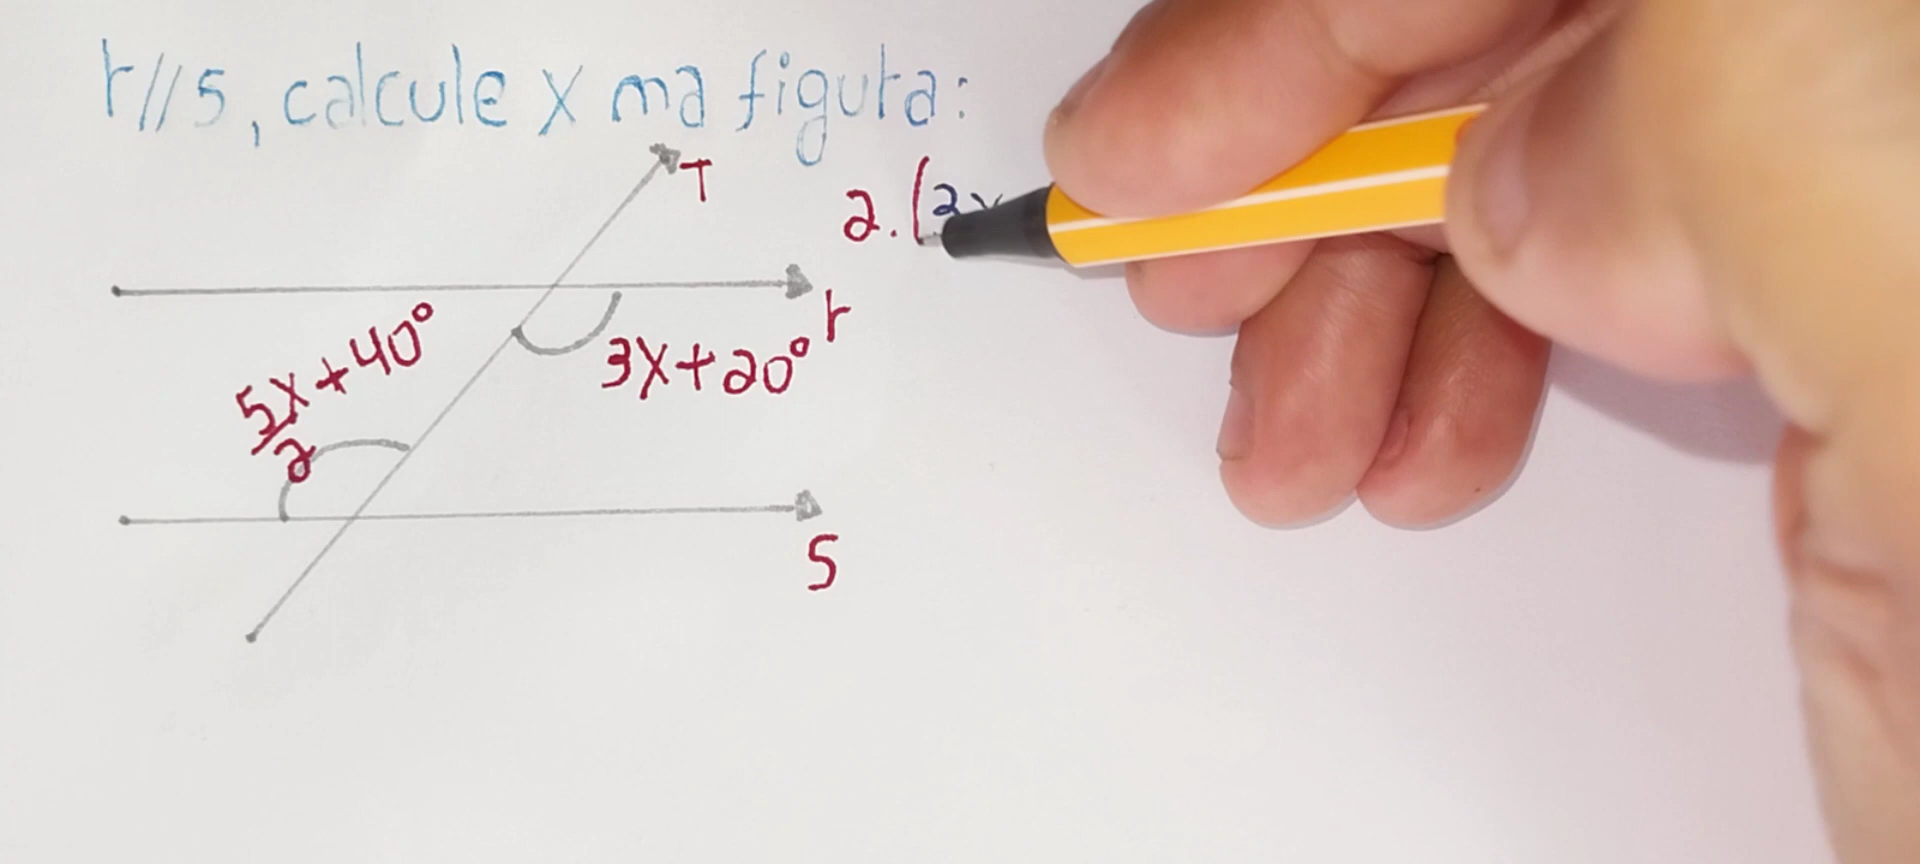 r//s, calcule x na figura:
T
2.(2x
r
5x+40°
2
3x+20°
s